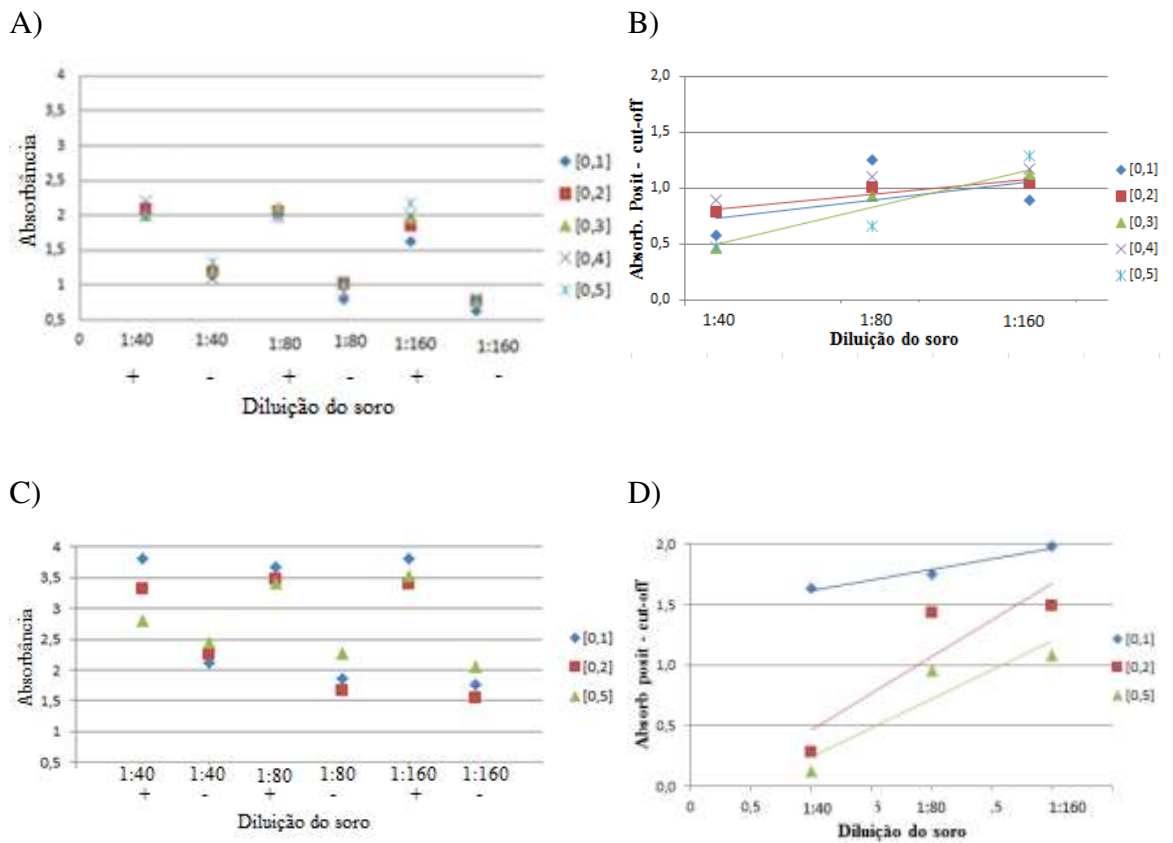 A)
4
3,5
3
2,5
2
1,5
1
0,5
Absorbância
0 1:40 1:40 1:80 1:80 1:160 1:160
+ - + - + -
Diluição do soro
[0,1]
[0,2]
[0,3]
[0,4]
[0,5]
B)
2,0
1,5
1,0
0,5
0,0
Absorb. Posit - cut-off
1:40 1:80 1:160
Diluição do soro
[0,1]
[0,2]
[0,3]
[0,4]
[0,5]
C)
4
3,5
3
2,5
2
1,5
1
0,5
Absorbância
1:40 1:40 1:80 1:80 1:160 1:160
+ - + - + -
Diluição do soro
[0,1]
[0,2]
[0,5]
D)
2,0
1,5
1,0
0,5
0,0
Absorb posit - cut-off
0 0,5 1:40 5 1:80 ,5 1:160
Diluição do soro
[0,1]
[0,2]
[0,5]